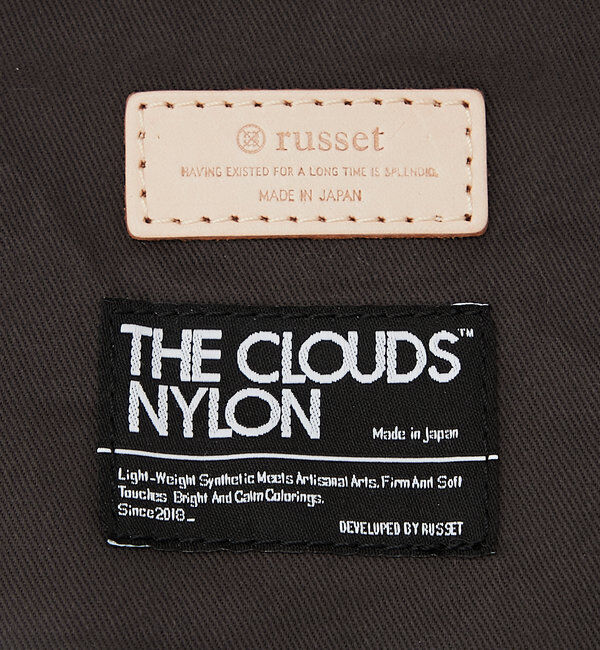 russet
HAVING EXISTED FOR A LONG TIME IS SPLENDID.
MADE IN JAPAN
THE CLOUDS™
NYLON
Made in Japan
Light-Weight Synthetic Meets Artisanal Arts. Firm And Soft
Touches Bright And Calm Colorings.
Since2018_
DEVELOPED BY RUSSET